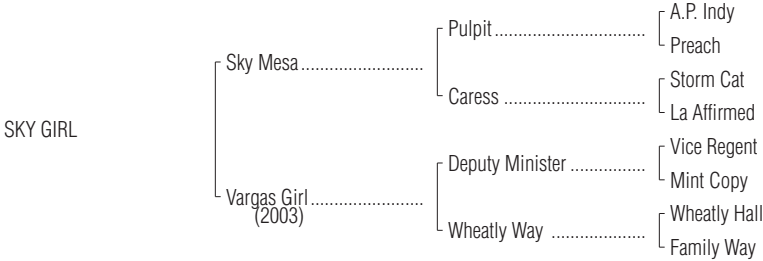 A.P. Indy
Pulpit..............................
Preach
Sky Mesa........................
Storm Cat
Caress ............................
La Affirmed
SKY GIRL
Vice Regent
Deputy Minister ...............
Mint Copy
Vargas Girl......................
(2003)
Wheatly Hall
Wheatly Way ..................
Family Way